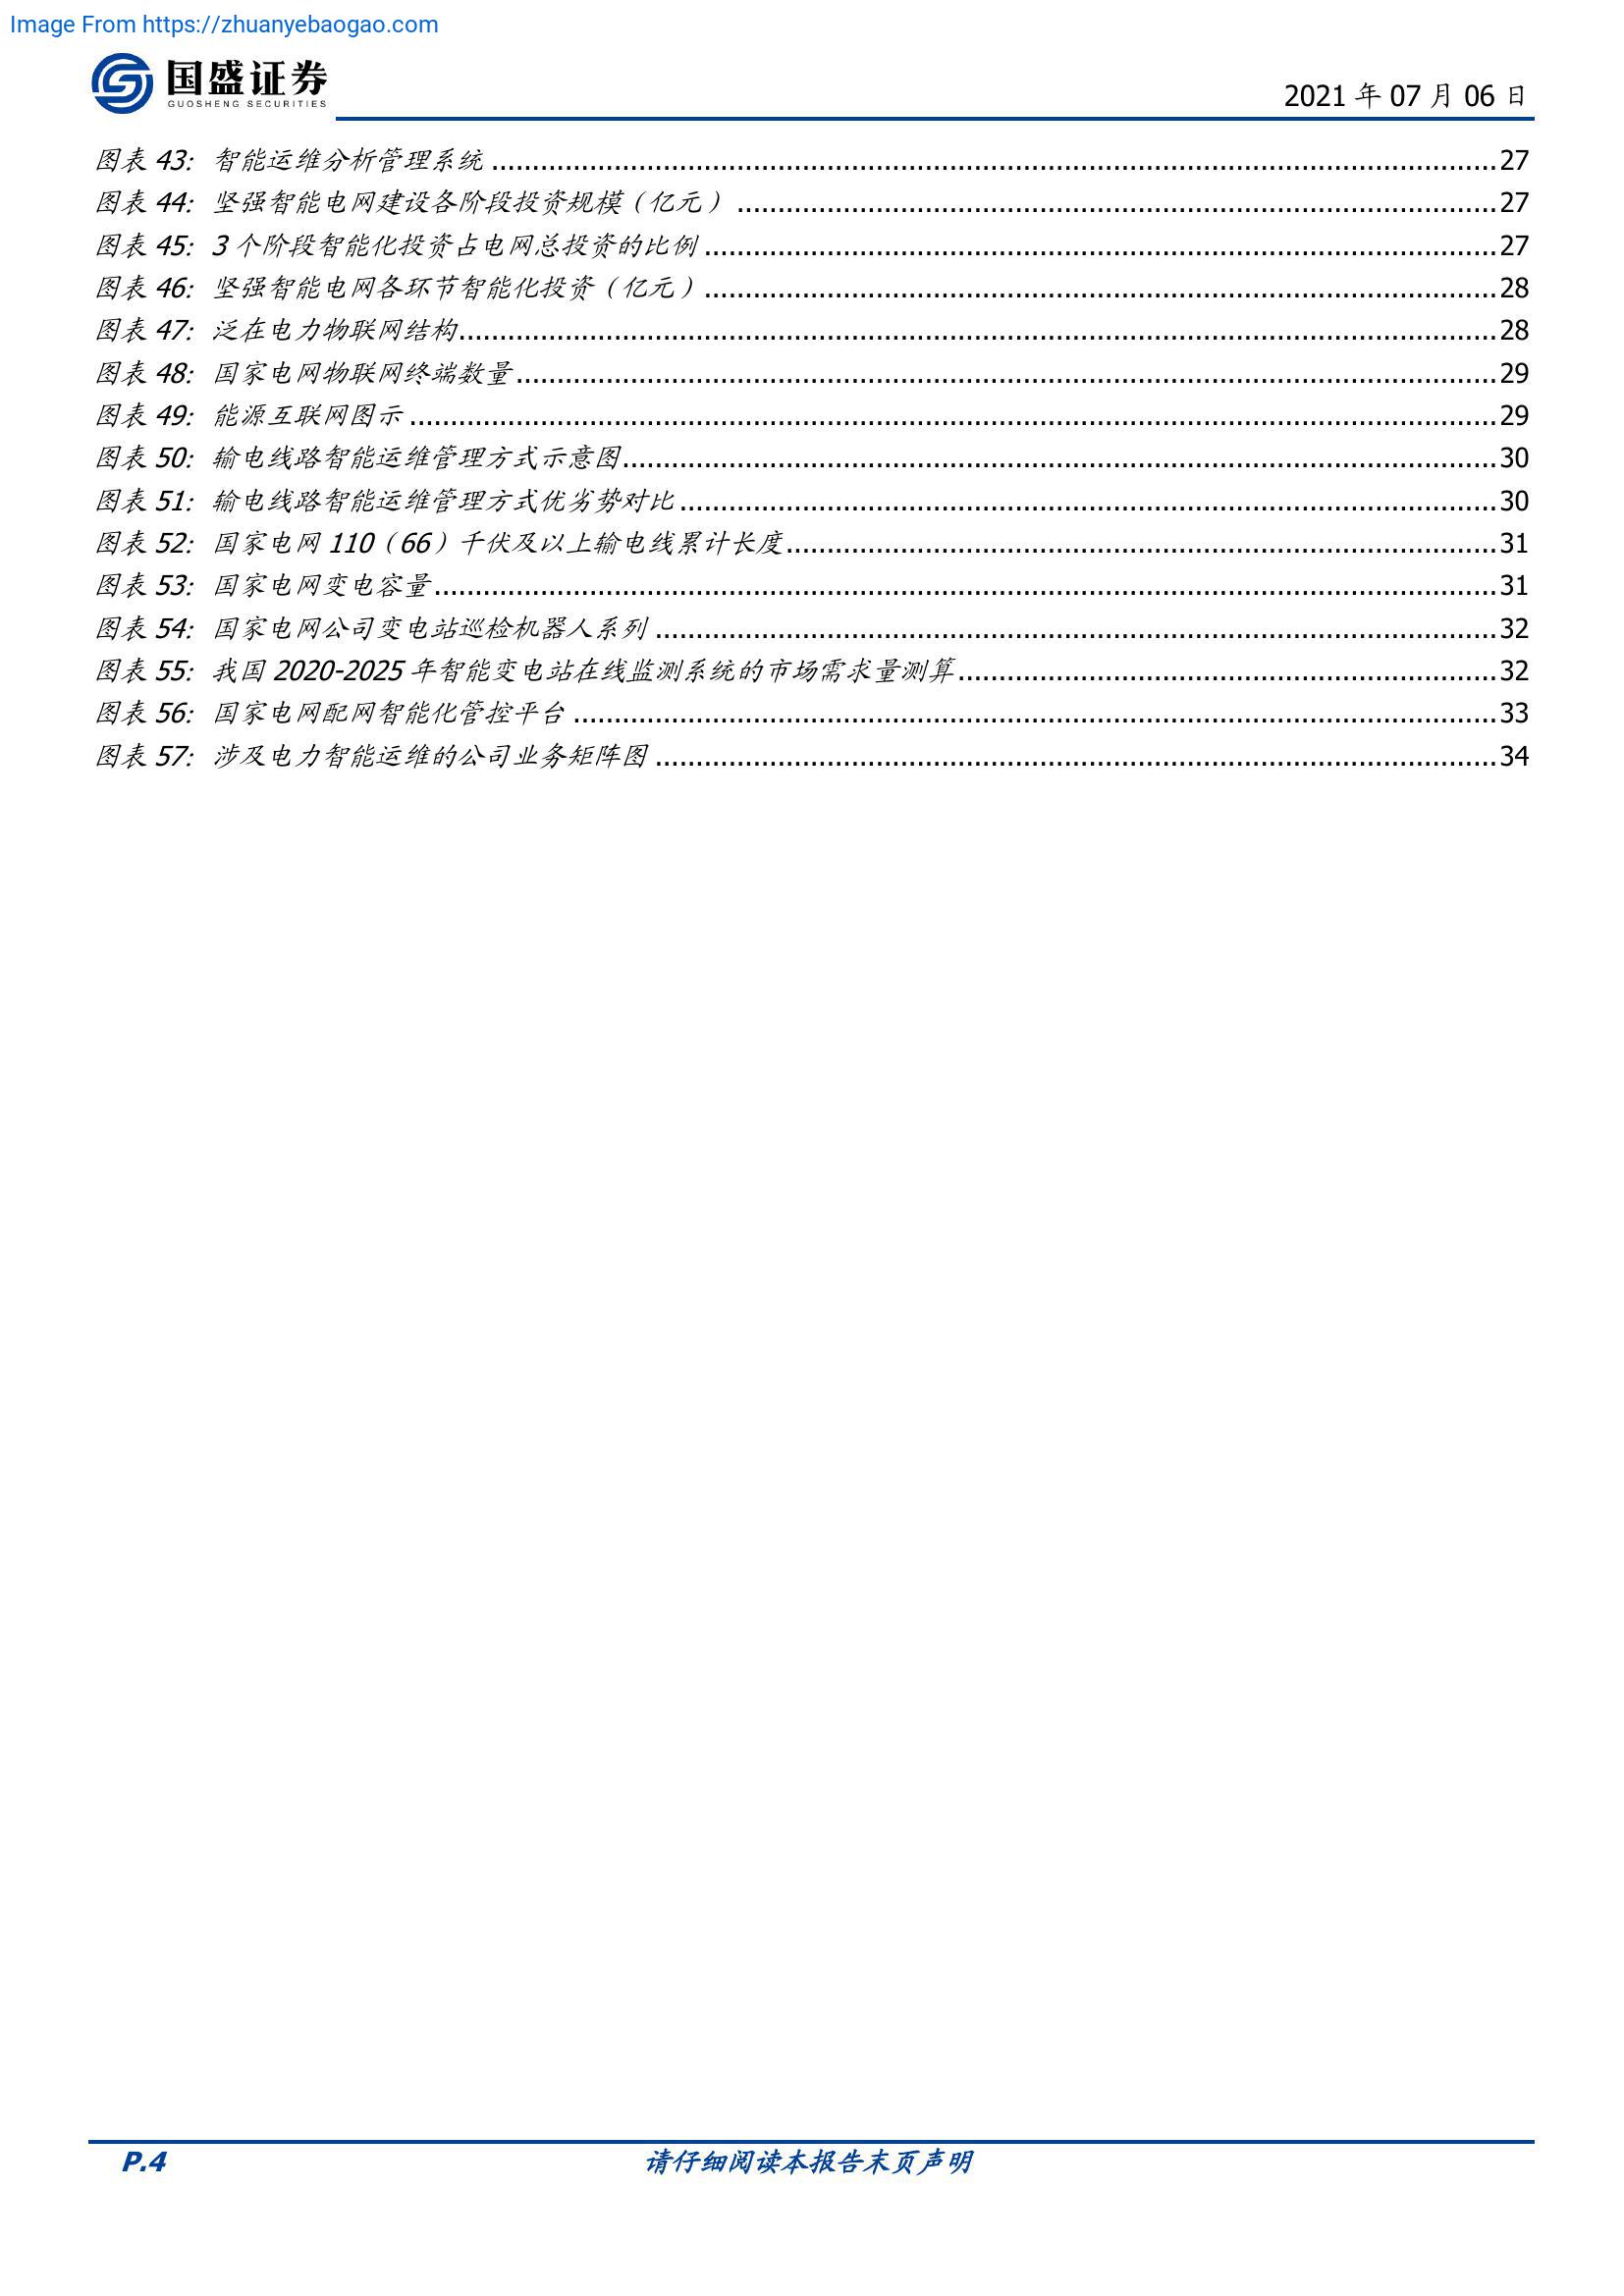 Image From https://zhuanyebaogao.com
国盛证券
GUOSHENG SECURITIES
2021 年 07 月 06 日
图表 43: 智能运维分析管理系统 ........................................ 27
图表 44: 坚强智能电网建设各阶段投资规模（亿元） ........................................ 27
图表 45: 3 个阶段智能化投资占电网总投资的比例 ........................................ 27
图表 46: 坚强智能电网各环节智能化投资（亿元） ........................................ 28
图表 47: 泛在电力物联网结构 ........................................ 28
图表 48: 国家电网物联网终端数量 ........................................ 29
图表 49: 能源互联网图示 ........................................ 29
图表 50: 输电线路智能运维管理方式示意图 ........................................ 30
图表 51: 输电线路智能运维管理方式优劣势对比 ........................................ 30
图表 52: 国家电网 110（66）千伏及以上输电线累计长度 ........................................ 31
图表 53: 国家电网变电容量 ........................................ 31
图表 54: 国家电网公司变电站巡检机器人系列 ........................................ 32
图表 55: 我国 2020-2025 年智能变电站在线监测系统的市场需求量测算 ........................................ 32
图表 56: 国家电网配网智能化管控平台 ........................................ 33
图表 57: 涉及电力智能运维的公司业务矩阵图 ........................................ 34
P.4
请仔细阅读本报告末页声明